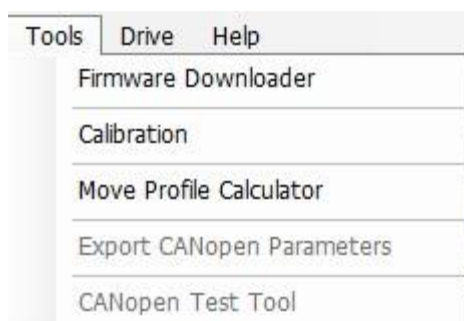 Tools Drive Help
Firmware Downloader
Calibration
Move Profile Calculator
Export CANopen Parameters
CANopen Test Tool